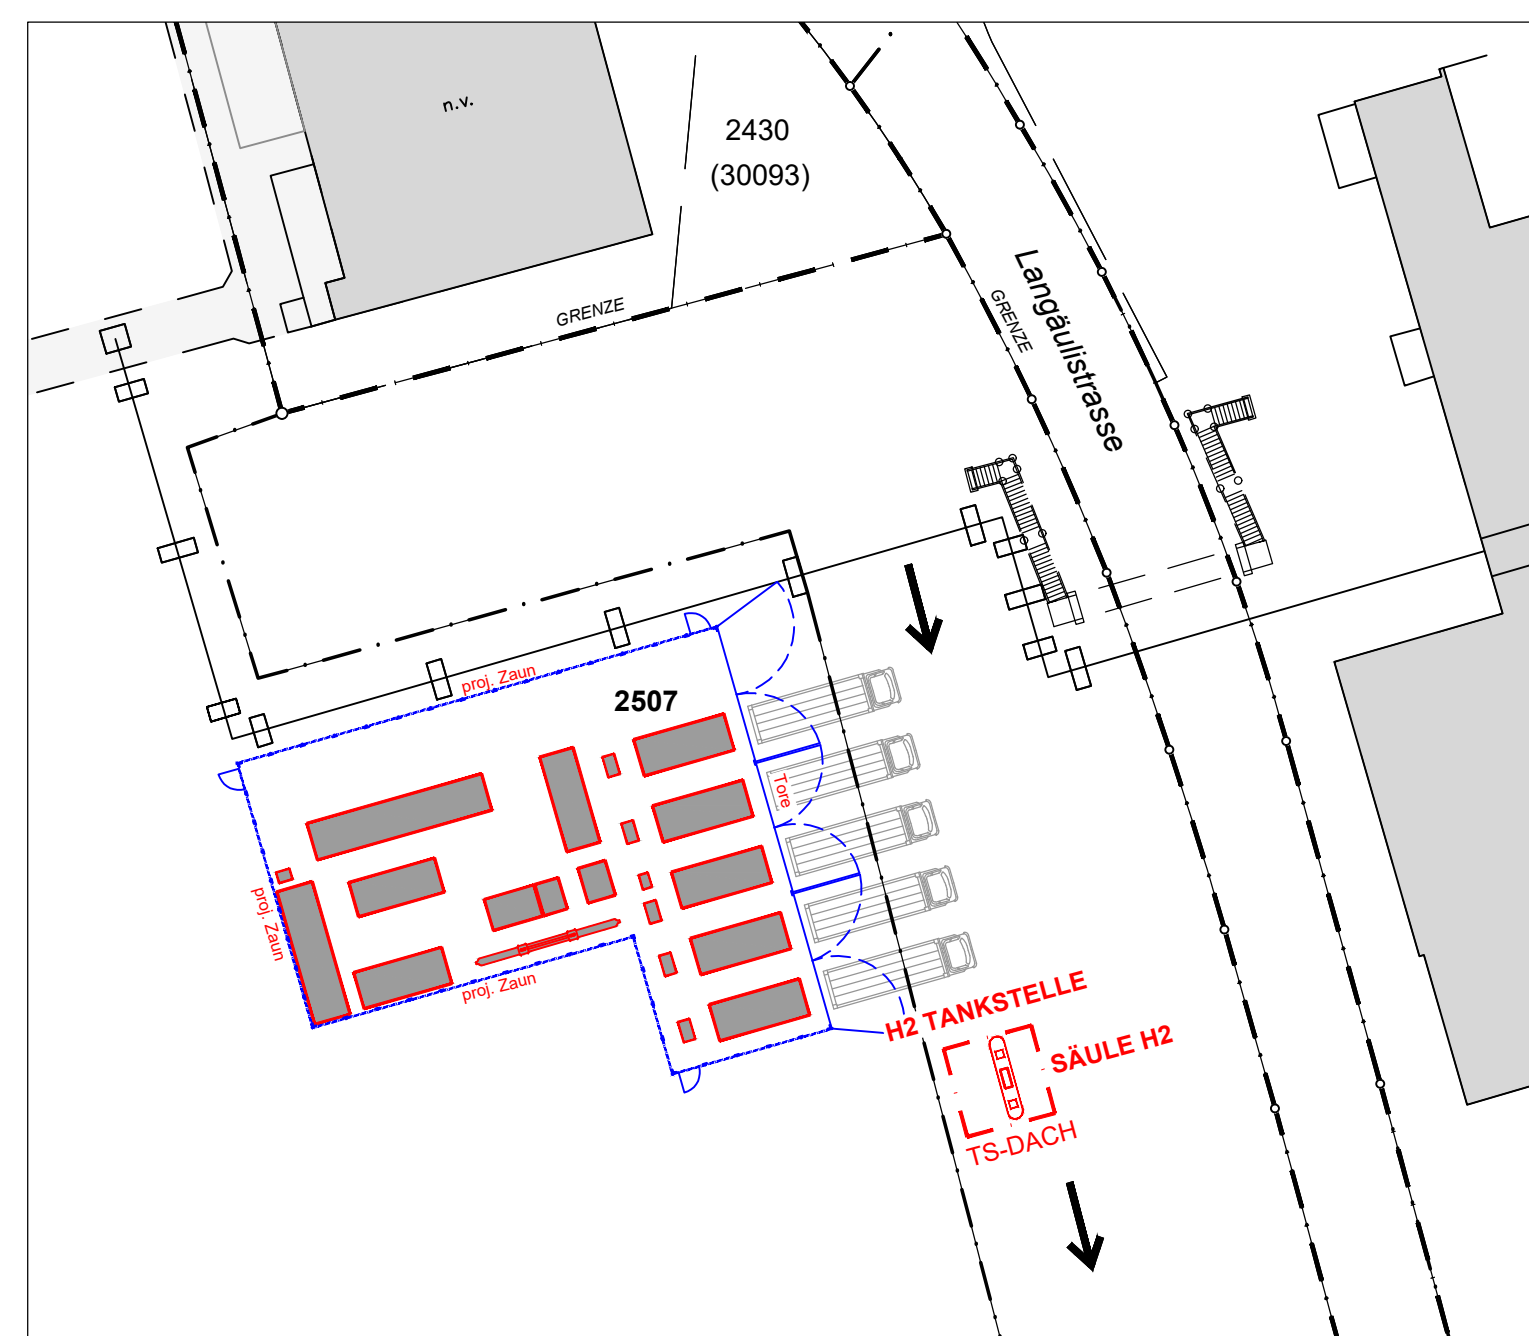 n.v.
2430
(30093)
GRENZE
GRENZE
Langäulistrasse
proj. Zaun
2507
Tore
proj. Zaun
proj. Zaun
H2 TANKSTELLE
SÄULE H2
TS-DACH